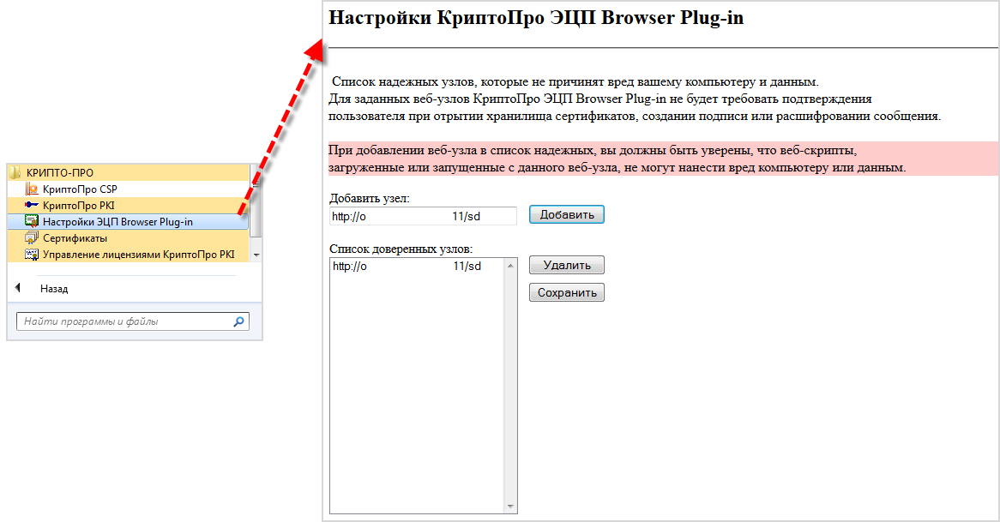 КРИПТО-ПРО
КриптоПро CSP
КриптоПро PKI
Настройки ЭЦП Browser Plug-in
Сертификаты
Управление лицензиями КриптоПро PKI
Назад
Найти программы и файлы
Настройки КриптоПро ЭЦП Browser Plug-in
Список надежных узлов, которые не причинят вред вашему компьютеру и данным.
Для заданных веб-узлов КриптоПро ЭЦП Browser Plug-in не будет требовать подтверждения
пользователя при отрытии хранилища сертификатов, создании подписи или расшифровании сообщения.
При добавлении веб-узла в список надежных, вы должны быть уверены, что веб-скрипты,
загруженные или запущенные с данного веб-узла, не могут нанести вред компьютеру или данным.
Добавить узел:
http://o 11/sd Добавить
Список доверенных узлов:
http://o 11/sd Удалить
Сохранить